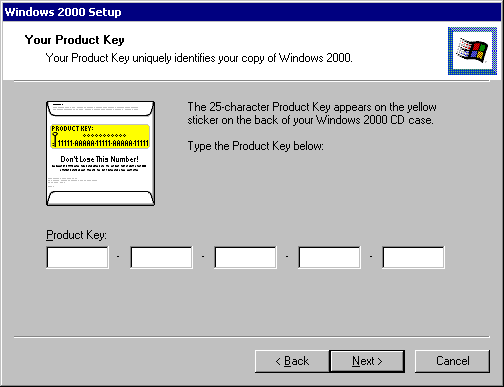 Windows 2000 Setup
Your Product Key
Your Product Key uniquely identifies your copy of Windows 2000.
The 25-character Product Key appears on the yellow
sticker on the back of your Windows 2000 CD case.
Type the Product Key below:
PRODUCT KEY:
11111-AAAAA-11111-AAAAA-11111
Don't Lose This Number!
Product Key:
- - - -
< Back
Next >
Cancel